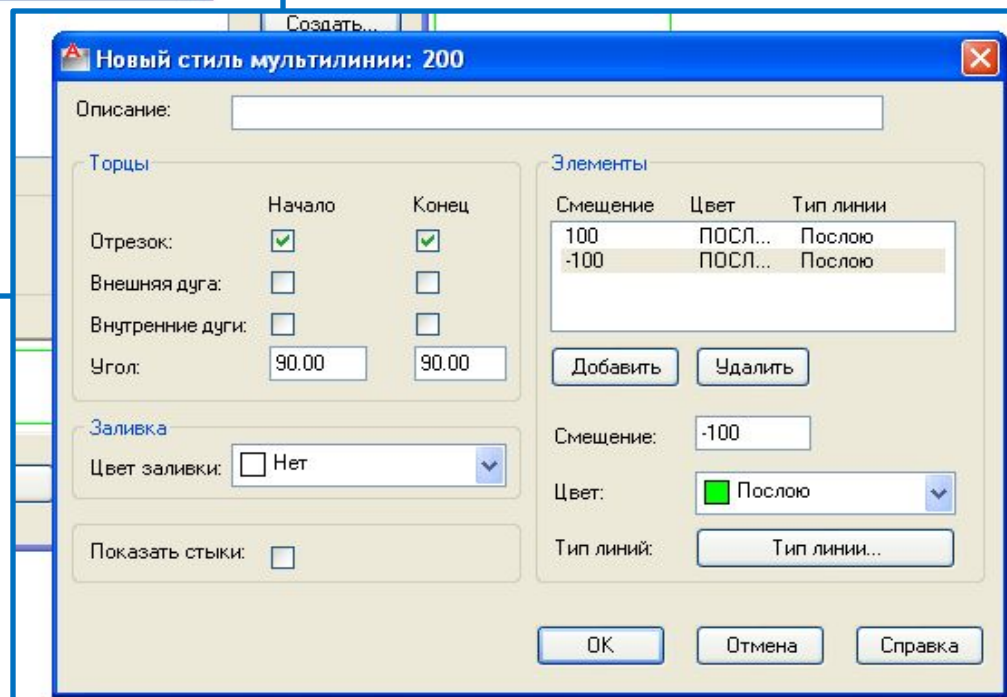 Создать...
Новый стиль мультилинии: 200
Описание:
Торцы
Начало Конец
Отрезок:
Внешняя дуга:
Внутренние дуги:
Угол: 90.00 90.00
Заливка
Цвет заливки: Нет
Показать стыки:
Элементы
Смещение Цвет Тип линии
100 ПОСЛ... Послою
-100 ПОСЛ... Послою
Добавить Удалить
Смещение: -100
Цвет: Послою
Тип линий: Тип линии...
OK Отмена Справка